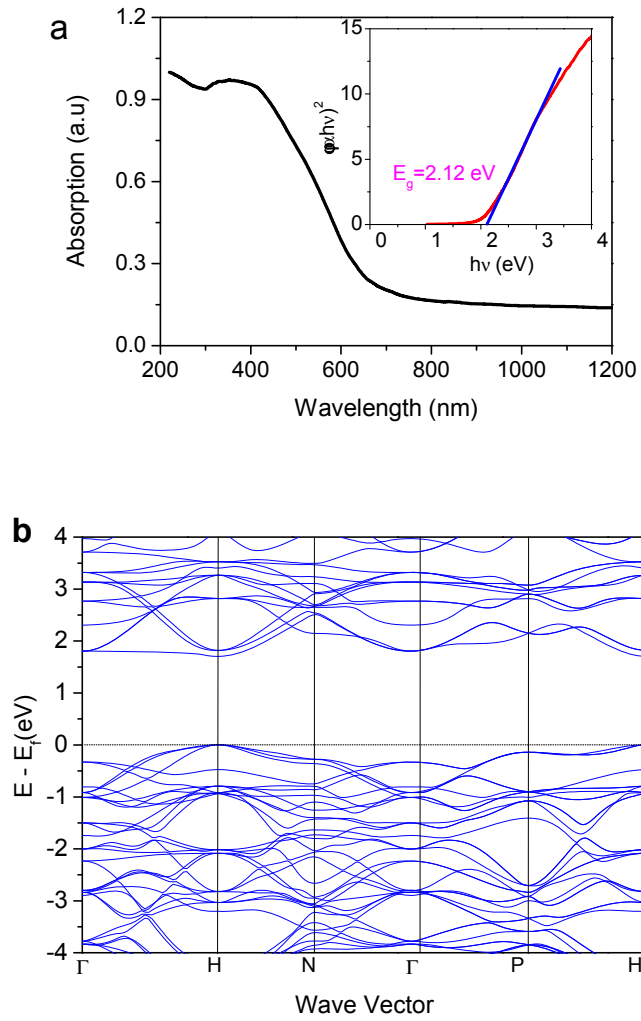 a
1.2
0.9
0.6
0.3
0.0
Absorption (a.u)
200 400 600 800 1000 1200
Wavelength (nm)
15
10
5
0
αhν)²
E_g=2.12 eV
0 1 2 3 4
hν (eV)
b
4
3
2
1
0
-1
-2
-3
-4
E - E_f(eV)
Γ H N Γ P H
Wave Vector